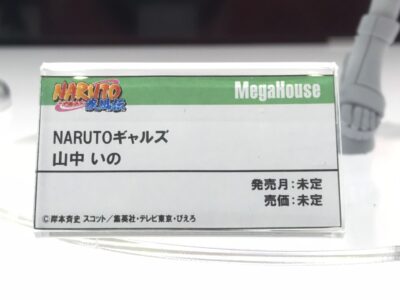 NARUTO
疾風伝
MegaHouse
NARUTOギャルズ
山中 いの
発売月:未定
売価:未定
©岸本斉史 スコット/集英社・テレビ東京・ぴえろ